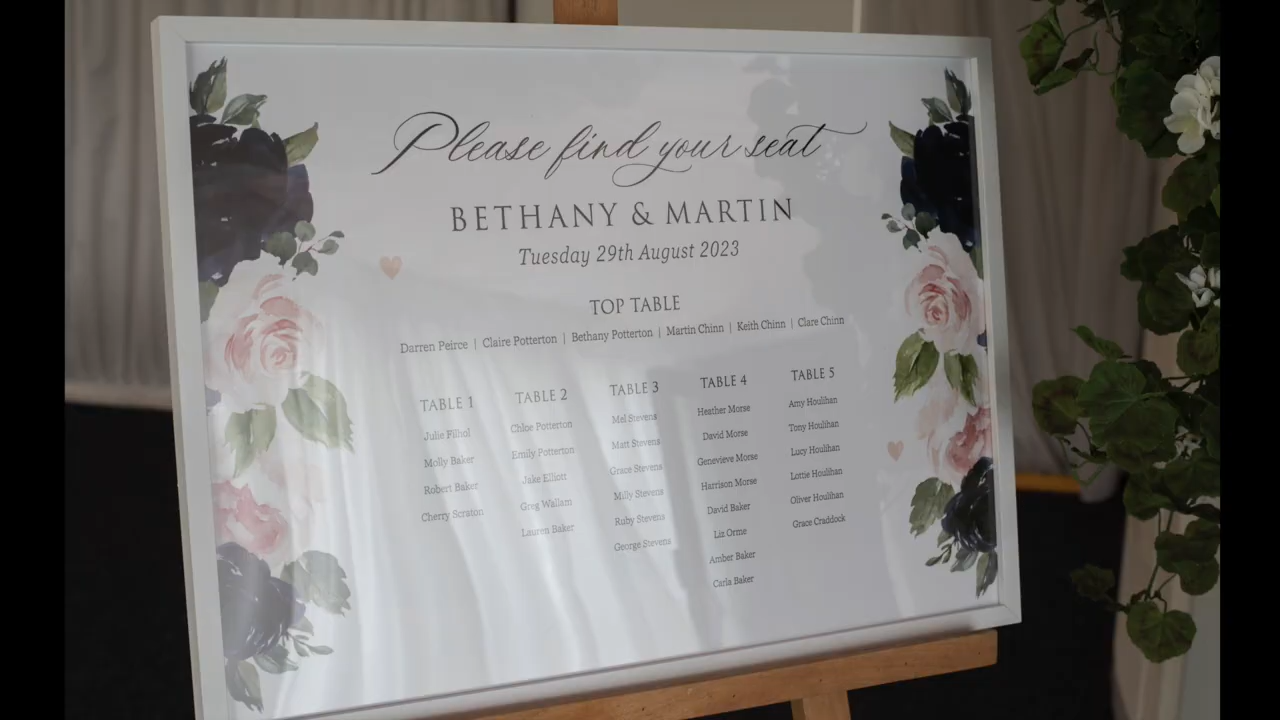 Please find your seat
BETHANY & MARTIN
Tuesday 29th August 2023
TOP TABLE
Darren Peirce | Claire Potterton | Bethany Potterton | Martin Chinn | Keith Chinn | Clare Chinn
TABLE 1
Julie Filhol
Molly Baker
Robert Baker
Cherry Scraton
TABLE 2
Chloe Potterton
Emily Potterton
Jake Elliott
Greg Wallam
Lauren Baker
TABLE 3
Mel Stevens
Matt Stevens
Grace Stevens
Milly Stevens
Ruby Stevens
George Stevens
TABLE 4
Heather Morse
David Morse
Genevieve Morse
Harrison Morse
David Baker
Liz Orme
Amber Baker
Carla Baker
TABLE 5
Amy Houlihan
Tony Houlihan
Lucy Houlihan
Lottie Houlihan
Oliver Houlihan
Grace Craddock